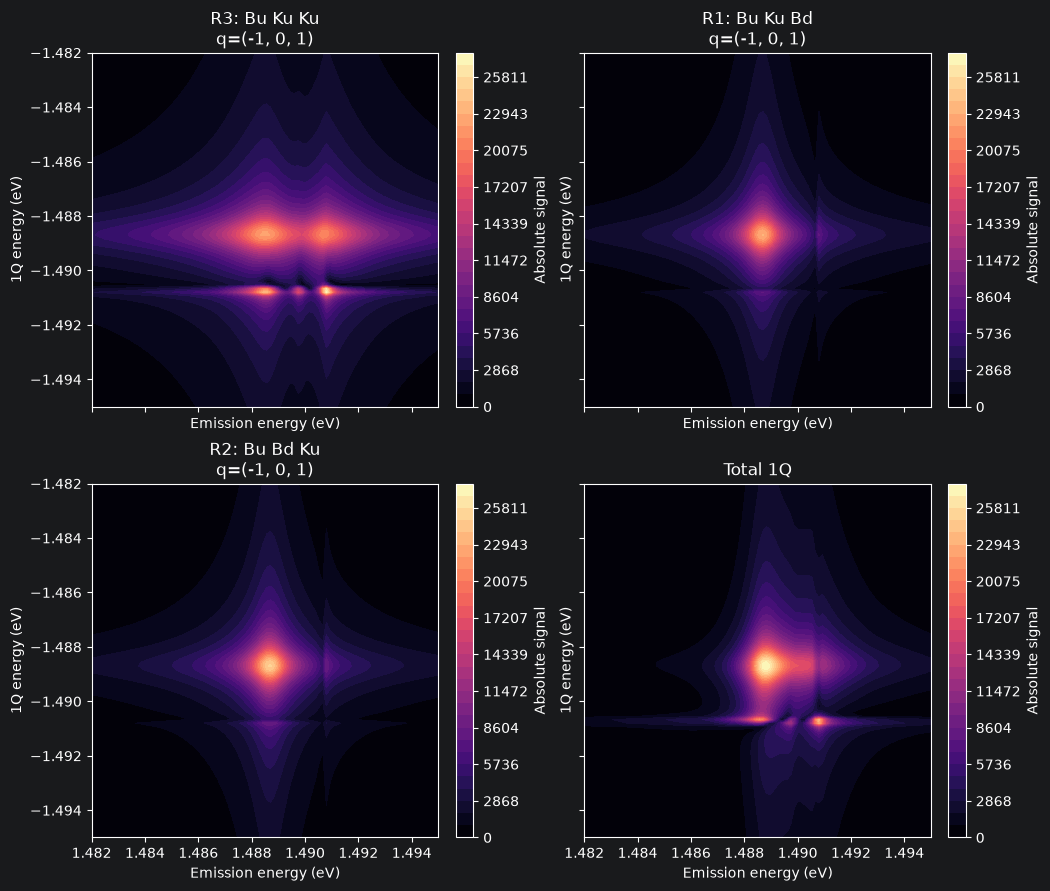 R3: Bu Ku Ku
q=(-1, 0, 1)
R1: Bu Ku Bd
q=(-1, 0, 1)
−1.482
−1.484
−1.486
−1.488
−1.490
−1.492
−1.494
1Q energy (eV)
Emission energy (eV)
25811
22943
20075
17207
14339
11472
8604
5736
2868
0
Absolute signal
1Q energy (eV)
Emission energy (eV)
25811
22943
20075
17207
14339
11472
8604
5736
2868
0
Absolute signal
R2: Bu Bd Ku
q=(-1, 0, 1)
Total 1Q
−1.482
−1.484
−1.486
−1.488
−1.490
−1.492
−1.494
1Q energy (eV)
1.482 1.484 1.486 1.488 1.490 1.492 1.494
Emission energy (eV)
25811
22943
20075
17207
14339
11472
8604
5736
2868
0
Absolute signal
1Q energy (eV)
1.482 1.484 1.486 1.488 1.490 1.492 1.494
Emission energy (eV)
25811
22943
20075
17207
14339
11472
8604
5736
2868
0
Absolute signal